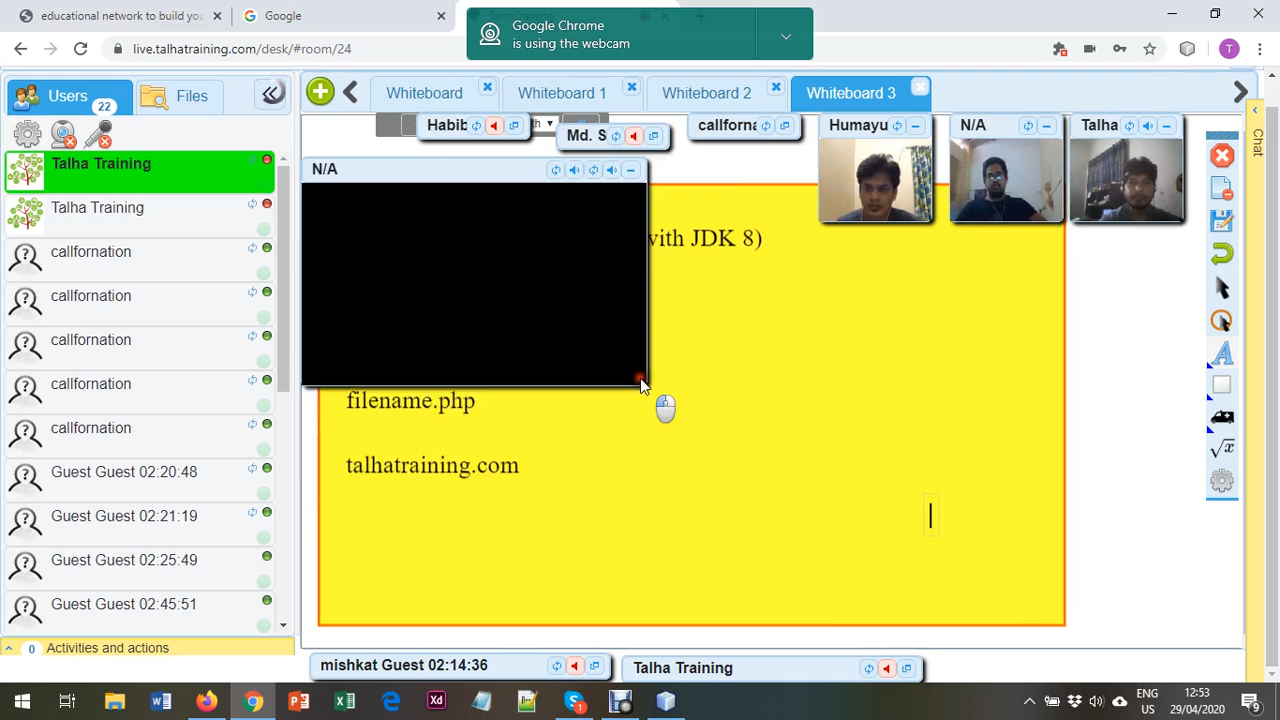 educational network to build you
Google
Google Chrome
is using the webcam
live.talhatraining.com/desk/#room/24
T
Users
22
Files
Whiteboard
Whiteboard 1
Whiteboard 2
Whiteboard 3
Chat
Habib
Md. S
callforna
Humayu
N/A
Talha
N/A
Talha Training
Talha Training
callfornation
callfornation
callfornation
callfornation
callfornation
Guest Guest 02:20:48
Guest Guest 02:21:19
Guest Guest 02:25:49
Guest Guest 02:45:51
0 Activities and actions
with JDK 8)
filename.php
talhatraining.com
mishkat Guest 02:14:36
Talha Training
ENG
US
12:53
29/04/2020
9